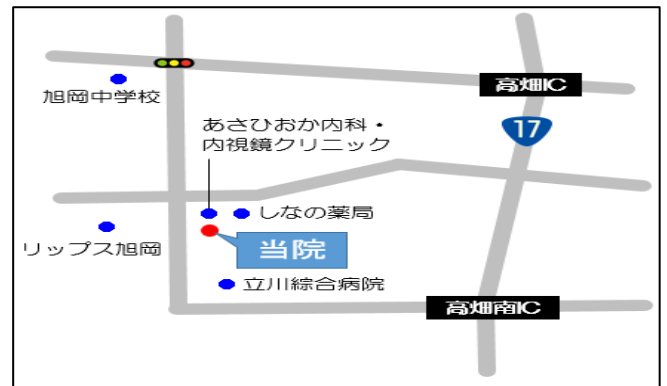 高畑IC
旭岡中学校
あさひおか内科・
内視鏡クリニック
17
しなの薬局
リップス旭岡
当院
立川綜合病院
高畑南IC